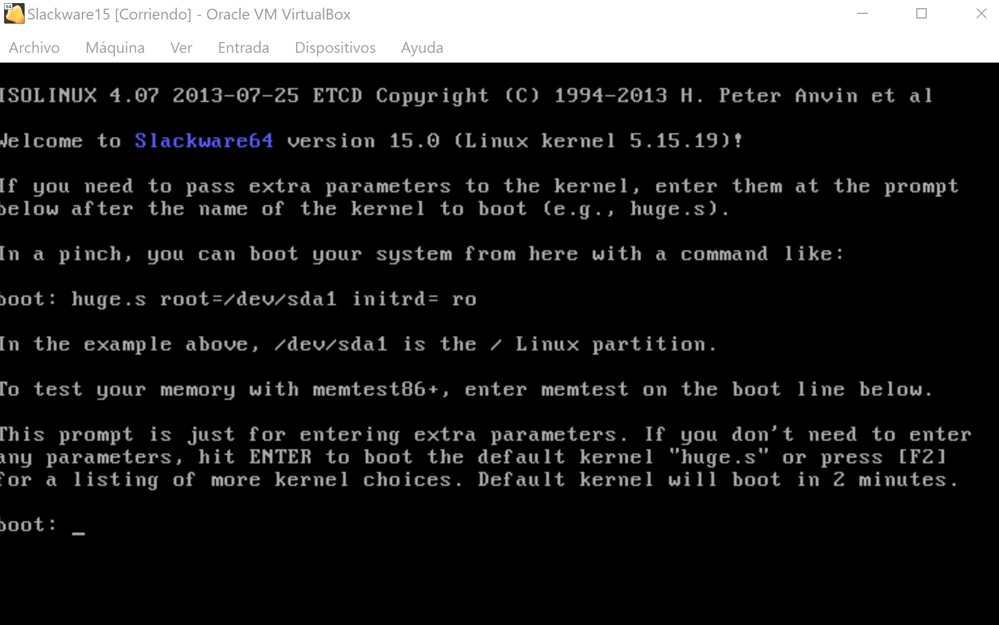 64
Slackware15 [Corriendo] - Oracle VM VirtualBox
Archivo Máquina Ver Entrada Dispositivos Ayuda
ISOLINUX 4.07 2013-07-25 ETCD Copyright (C) 1994-2013 H. Peter Anvin et al
Welcome to Slackware64 version 15.0 (Linux kernel 5.15.19)!
If you need to pass extra parameters to the kernel, enter them at the prompt
below after the name of the kernel to boot (e.g., huge.s).
In a pinch, you can boot your system from here with a command like:
boot: huge.s root=/dev/sda1 initrd= ro
In the example above, /dev/sda1 is the / Linux partition.
To test your memory with memtest86+, enter memtest on the boot line below.
This prompt is just for entering extra parameters. If you don't need to enter
any parameters, hit ENTER to boot the default kernel "huge.s" or press [F2]
for a listing of more kernel choices. Default kernel will boot in 2 minutes.
boot: _